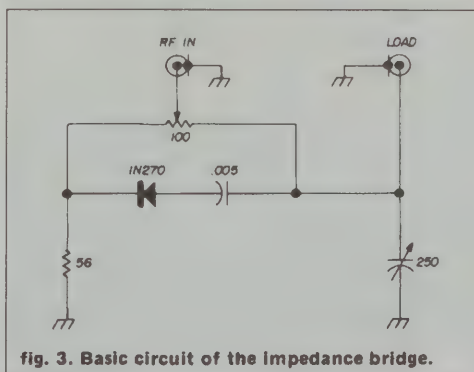 RF IN
LOAD
100
1N270
.005
56
250
fig. 3. Basic circuit of the impedance bridge.